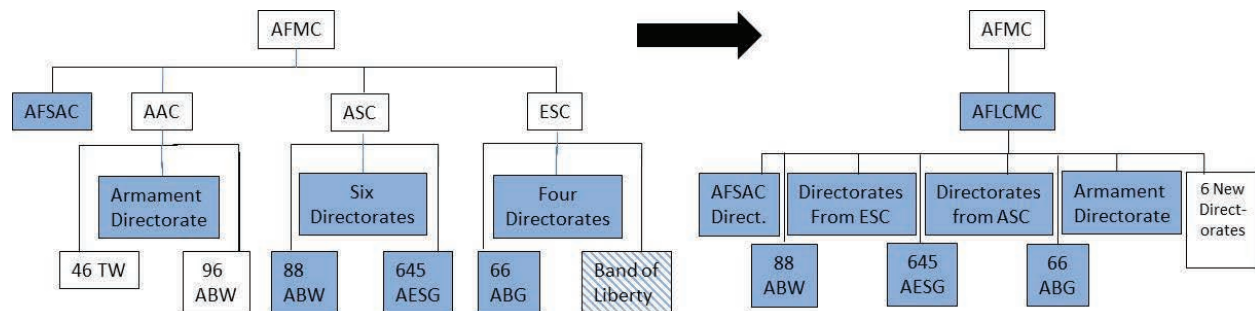 AFMC
AFSAC
AAC
ASC
ESC
Armament
Directorate
Six
Directorates
Four
Directorates
46 TW
96
ABW
88
ABW
645
AESG
66
ABG
Band of
Liberty
AFMC
AFLCMC
AFSAC
Direct.
Directorates
From ESC
Directorates
from ASC
Armament
Directorate
6 New
Direct-
orates
88
ABW
645
AESG
66
ABG